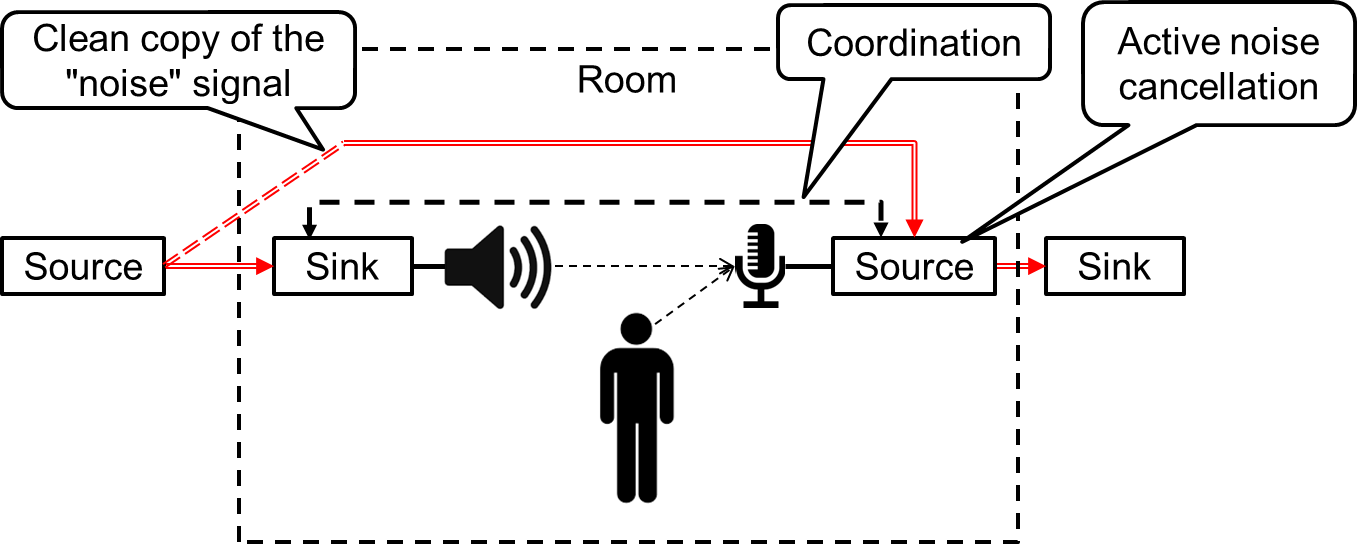 Clean copy of the
"noise" signal
Room
Coordination
Active noise
cancellation
Source
Sink
Source
Sink